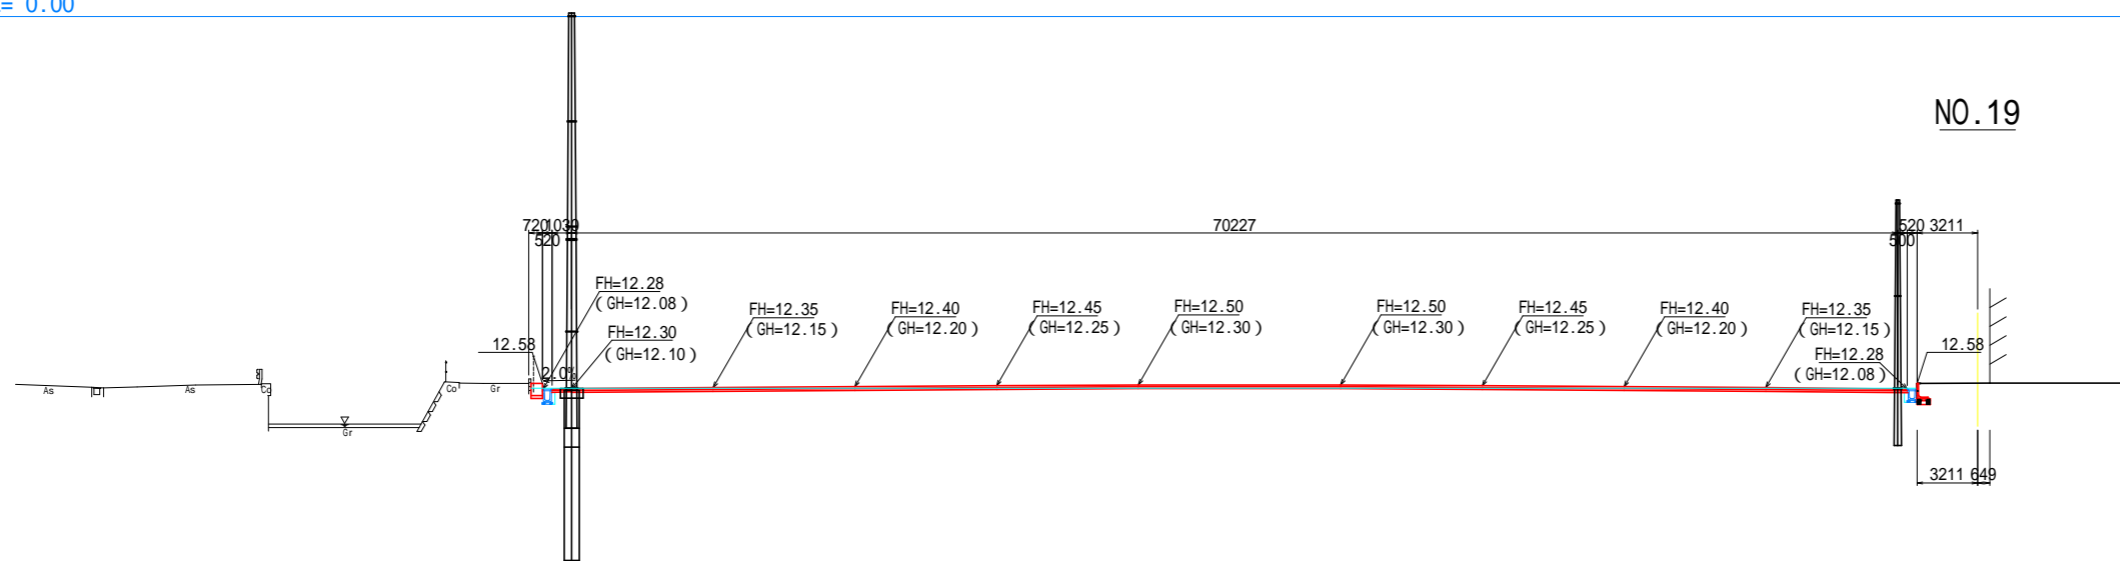 = 0.00
NO.19
720
1030
520
70227
520
3211
500
FH=12.28
(GH=12.08)
FH=12.30
(GH=12.10)
FH=12.35
(GH=12.15)
FH=12.40
(GH=12.20)
FH=12.45
(GH=12.25)
FH=12.50
(GH=12.30)
FH=12.50
(GH=12.30)
FH=12.45
(GH=12.25)
FH=12.40
(GH=12.20)
FH=12.35
(GH=12.15)
FH=12.28
(GH=12.08)
12.58
12.58
2.0%
As
As
Co
Gr
Co
Gr
3211
649